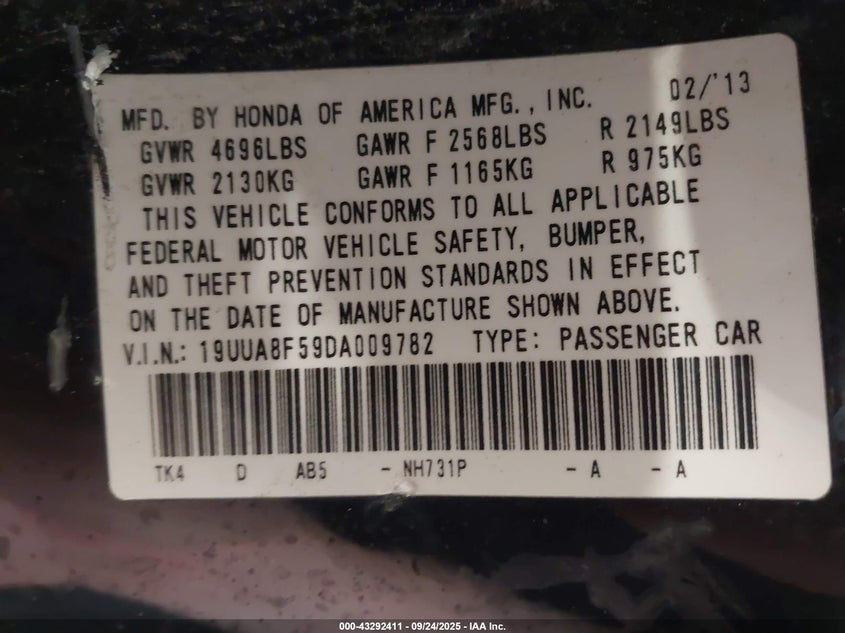 MFD. BY HONDA OF AMERICA MFG., INC. 02/'13
GVWR 4696LBS GAWR F 2568LBS R 2149LBS
GVWR 2130KG GAWR F 1165KG R 975KG
THIS VEHICLE CONFORMS TO ALL APPLICABLE
FEDERAL MOTOR VEHICLE SAFETY, BUMPER,
AND THEFT PREVENTION STANDARDS IN EFFECT
ON THE DATE OF MANUFACTURE SHOWN ABOVE.
V.I.N.: 19UUA8F59DA009782 TYPE: PASSENGER CAR
TK4 D AB5 - NH731P - A - A
000-43292411 - 09/24/2025 - IAA Inc.